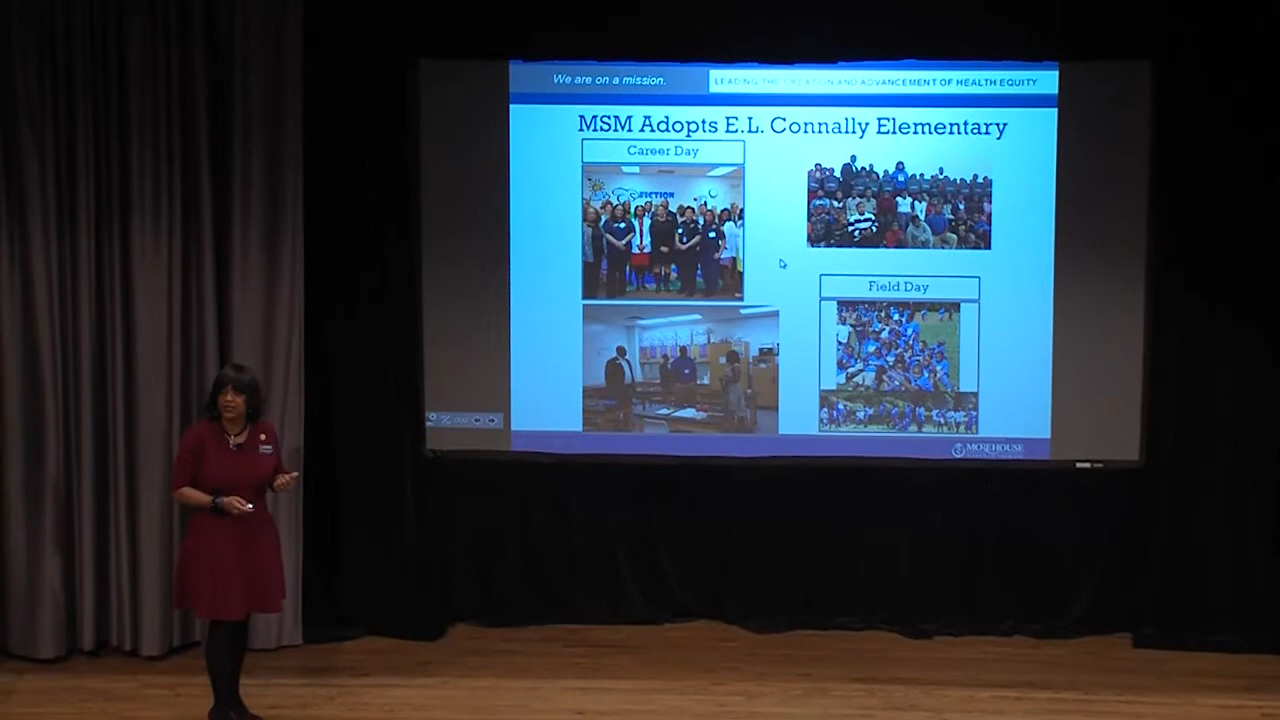 We are on a mission.
LEADING THE CREATION AND ADVANCEMENT OF HEALTH EQUITY
MSM Adopts E.L. Connally Elementary
Career Day
FICTION
Field Day
MOREHOUSE